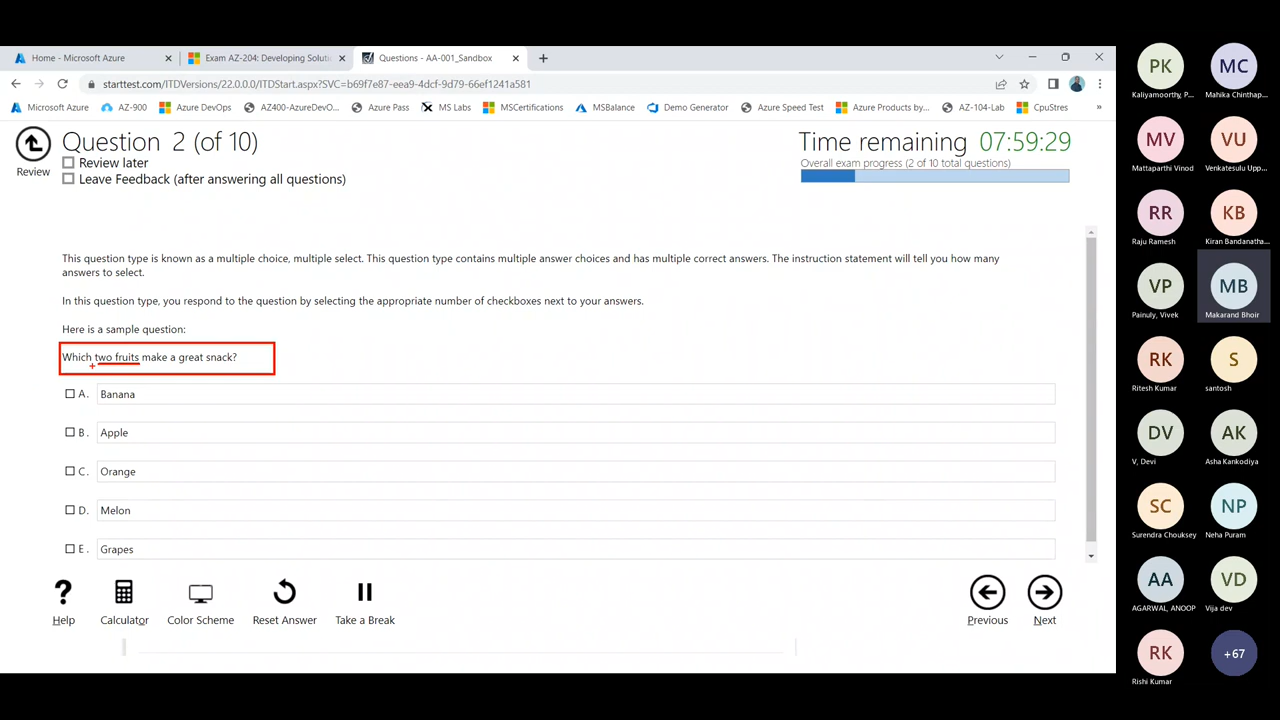 Home - Microsoft Azure
Exam AZ-204: Developing Soluti
Questions - AA-001_Sandbox
starttest.com/ITDVersions/22.0.0.0/ITDStart.aspx?SVC=b69f7e87-eea9-4dcf-9d79-66ef1241a581
Microsoft Azure AZ-900 Azure DevOps AZ400-AzureDevO... Azure Pass MS Labs MSCertifications MSBalance Demo Generator Azure Speed Test Azure Products by... AZ-104-Lab CpuStres »
Review
Question 2 (of 10)
Review later
Leave Feedback (after answering all questions)
Time remaining 07:59:29
Overall exam progress (2 of 10 total questions)
This question type is known as a multiple choice, multiple select. This question type contains multiple answer choices and has multiple correct answers. The instruction statement will tell you how many
answers to select.
In this question type, you respond to the question by selecting the appropriate number of checkboxes next to your answers.
Here is a sample question:
Which two fruits make a great snack?
A. Banana
B. Apple
C. Orange
D. Melon
E. Grapes
? Help Calculator Color Scheme Reset Answer Take a Break Previous Next
PK MC
Kaliyamoorthy, P... Mahika Chinthap...
MV VU
Mattaparthi Vinod Venkatesulu Upp...
RR KB
Raju Ramesh Kiran Bandanatha...
VP MB
Painuly, Vivek Makarand Bhoir
RK S
Ritesh Kumar santosh
DV AK
V, Devi Asha Kankodiya
SC NP
Surendra Chouksey Neha Puram
AA VD
AGARWAL, ANOOP Vija dev
RK +67
Rishi Kumar